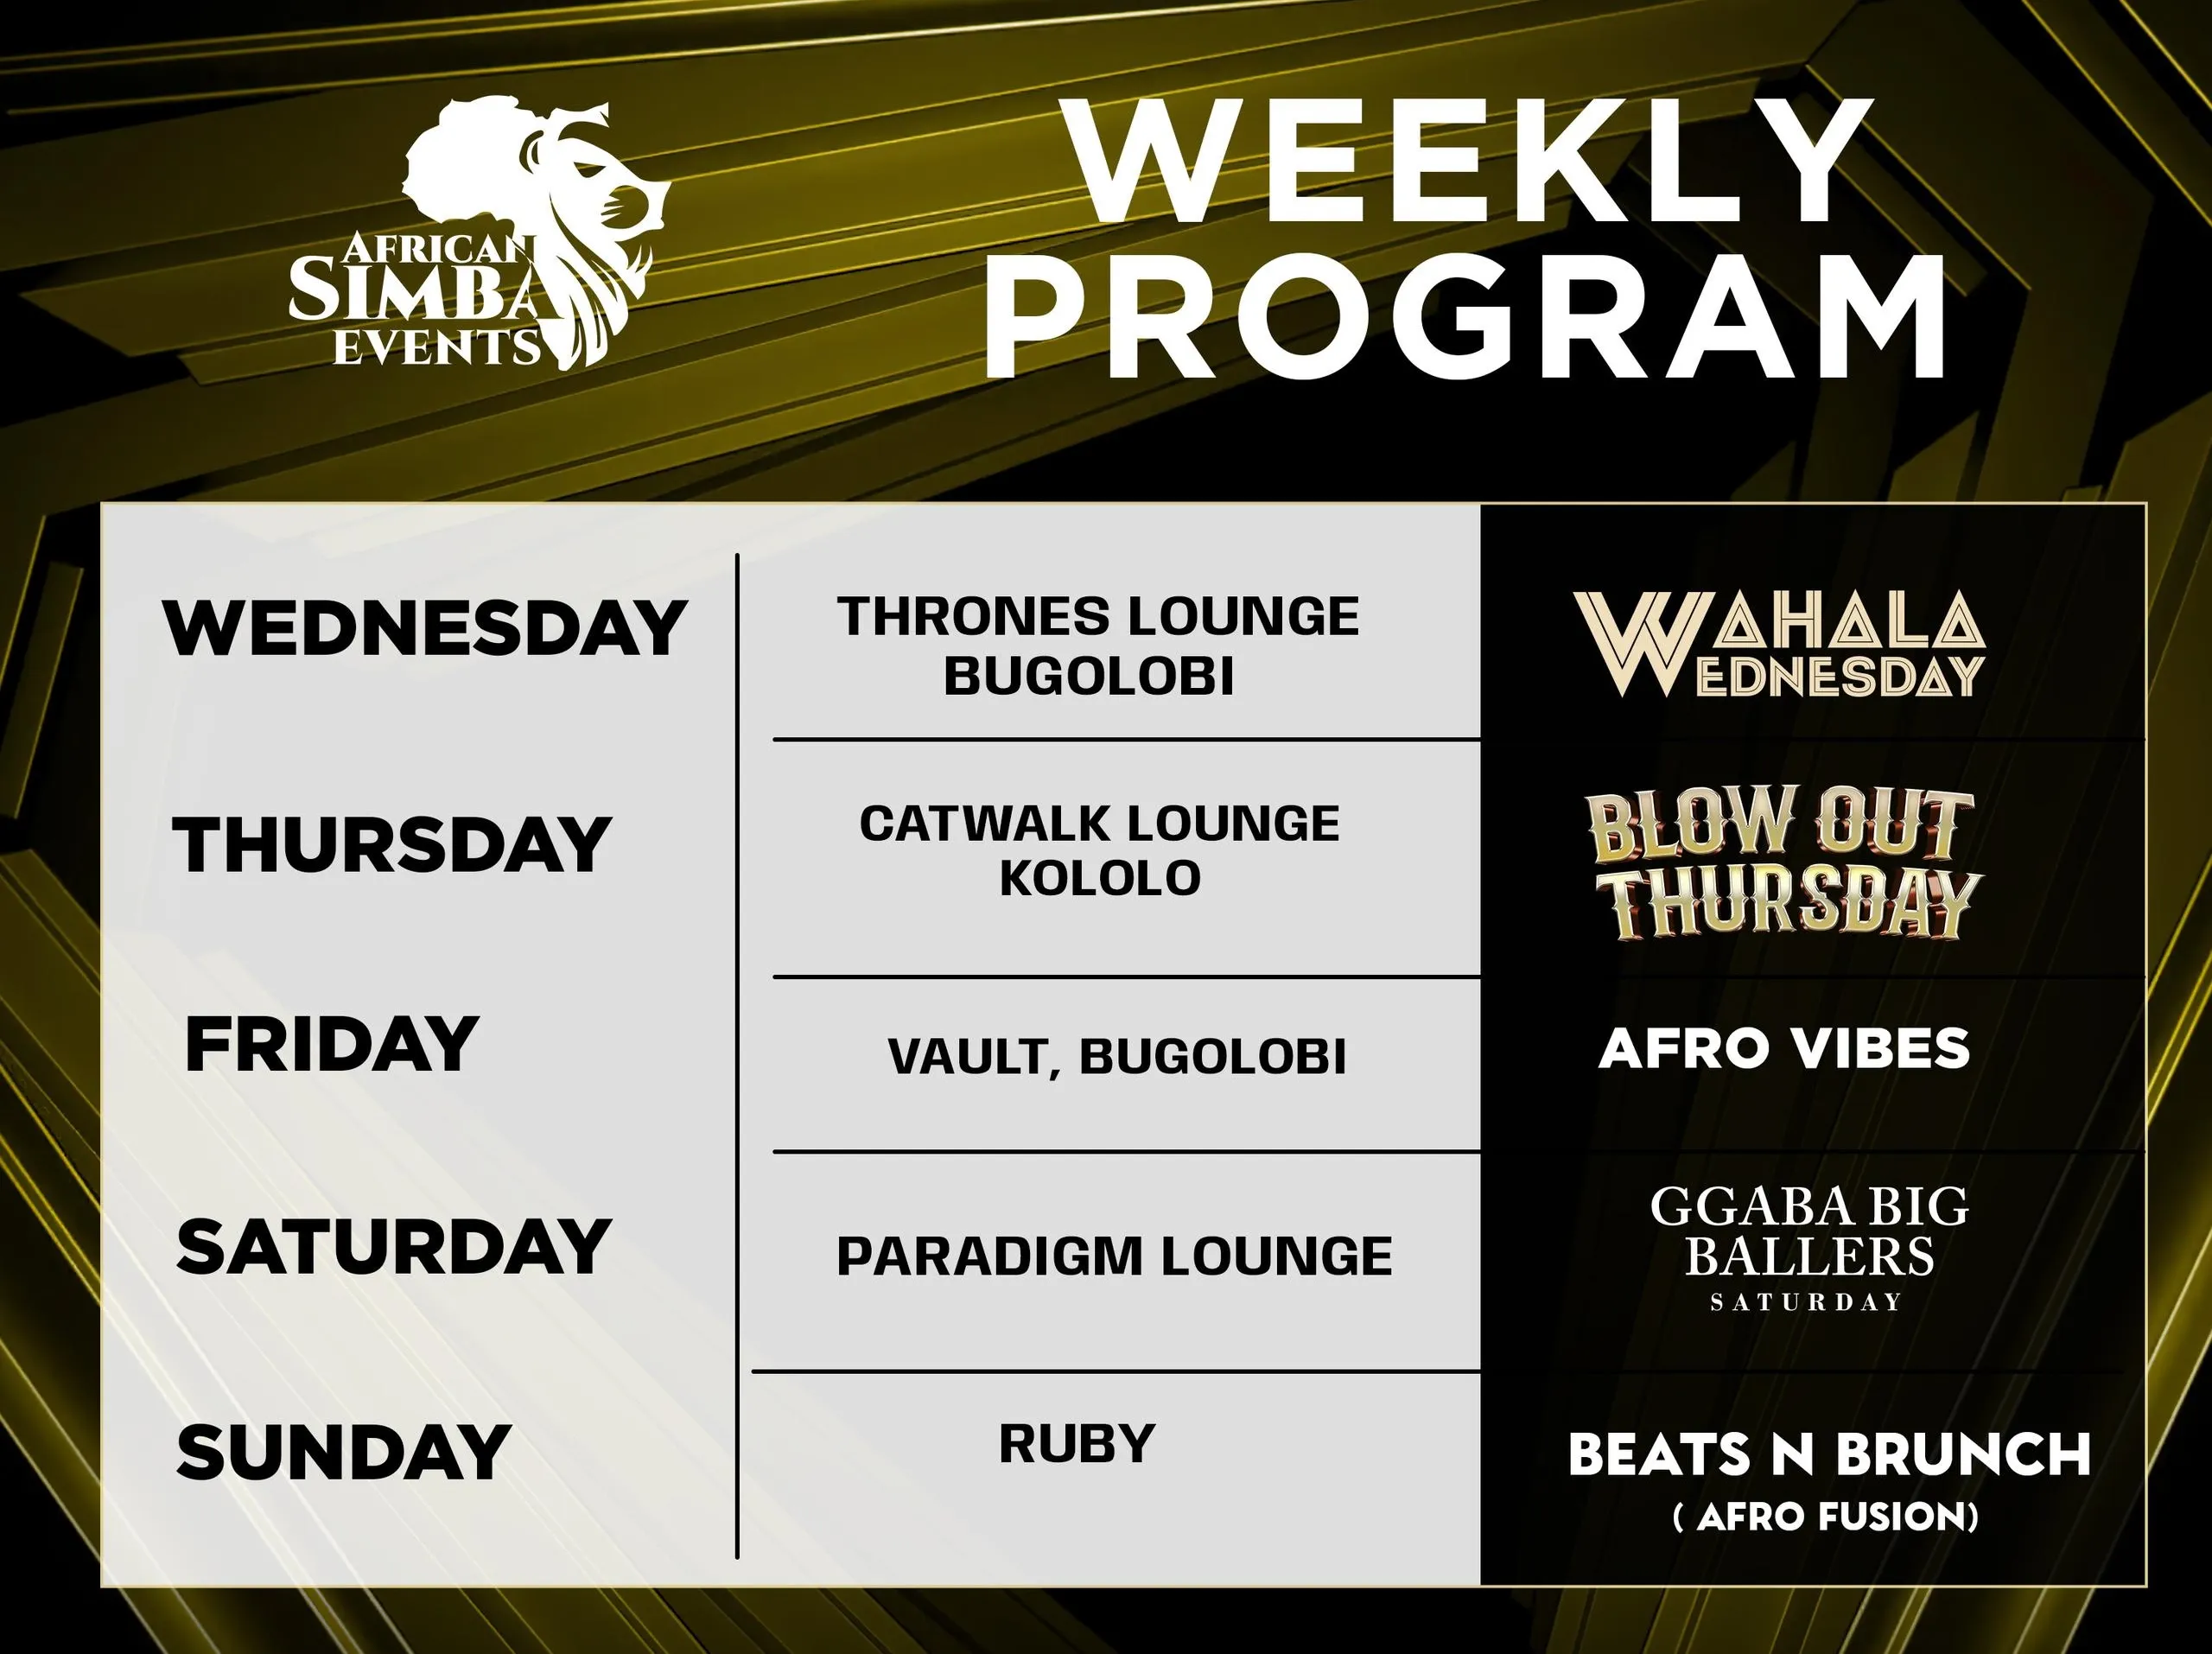 AFRICAN
SIMBA
EVENTS
WEEKLY
PROGRAM
WEDNESDAY
THRONES LOUNGE
BUGOLOBI
WAHALA
WEDNESDAY
THURSDAY
CATWALK LOUNGE
KOLOLO
BLOW OUT
THURSDAY
FRIDAY
VAULT, BUGOLOBI
AFRO VIBES
SATURDAY
PARADIGM LOUNGE
GGABA BIG
BALLERS
SATURDAY
SUNDAY
RUBY
BEATS N BRUNCH
( AFRO FUSION)